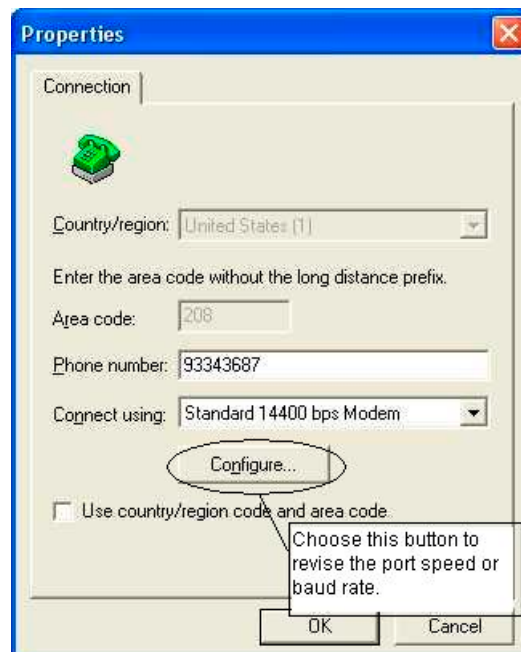 Properties
Connection
Country/region: United States (1)
Enter the area code without the long distance prefix.
Area code: 208
Phone number: 93343687
Connect using: Standard 14400 bps Modem
Configure...
Use country/region code and area code
Choose this button to
revise the port speed or
baud rate.
OK Cancel